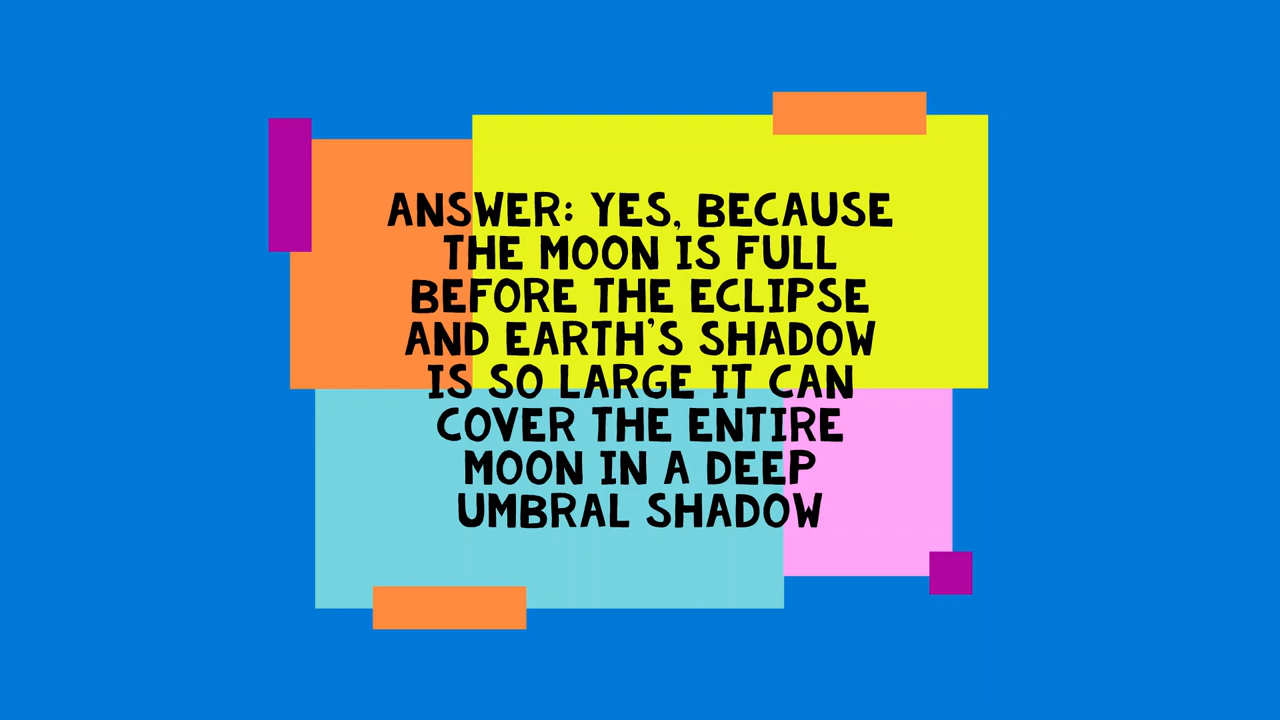 ANSWER: YES, BECAUSE
THE MOON IS FULL
BEFORE THE ECLIPSE
AND EARTH'S SHADOW
IS SO LARGE IT CAN
COVER THE ENTIRE
MOON IN A DEEP
UMBRAL SHADOW